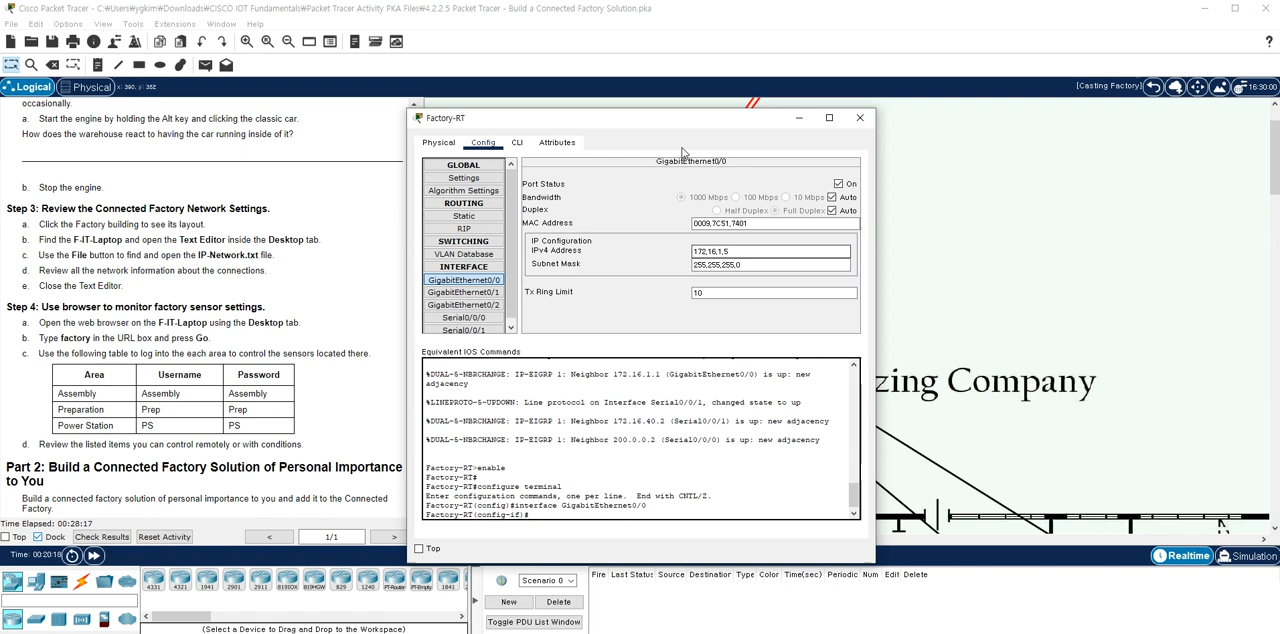 Cisco Packet Tracer - C:₩Users₩ygkim₩Downloads₩CISCO IOT Fundamentals₩Packet Tracer Activity PKA Files₩4.2.2.5 Packet Tracer - Build a Connected Factory Solution.pka
File Edit Options View Tools Extensions Window Help
Logical Physical x: 390, y: 352 [Casting Factory] 16:30:00
occasionally.
a. Start the engine by holding the Alt key and clicking the classic car.
How does the warehouse react to having the car running inside of it?
b. Stop the engine.
Step 3: Review the Connected Factory Network Settings.
a. Click the Factory building to see its layout.
b. Find the F-IT-Laptop and open the Text Editor inside the Desktop tab.
c. Use the File button to find and open the IP-Network.txt file.
d. Review all the network information about the connections.
e. Close the Text Editor.
Step 4: Use browser to monitor factory sensor settings.
a. Open the web browser on the F-IT-Laptop using the Desktop tab.
b. Type factory in the URL box and press Go.
c. Use the following table to log into the each area to control the sensors located there.
Area Username Password
Assembly Assembly Assembly
Preparation Prep Prep
Power Station PS PS
d. Review the listed items you can control remotely or with conditions.
Part 2: Build a Connected Factory Solution of Personal Importance
to You
Build a connected factory solution of personal importance to you and add it to the Connected
Factory.
Time Elapsed: 00:28:17
Top Dock Check Results Reset Activity < 1/1 >
Factory-RT
Physical Config CLI Attributes
GLOBAL
Settings
Algorithm Settings
ROUTING
Static
RIP
SWITCHING
VLAN Database
INTERFACE
GigabitEthernet0/0
GigabitEthernet0/1
GigabitEthernet0/2
Serial0/0/0
Serial0/0/1
GigabitEthernet0/0
Port Status On
Bandwidth 1000 Mbps 100 Mbps 10 Mbps Auto
Duplex Half Duplex Full Duplex Auto
MAC Address 0009,7C51,7401
IP Configuration
IPv4 Address 172,16,1,5
Subnet Mask 255,255,255,0
Tx Ring Limit 10
Equivalent IOS Commands
%DUAL-5-NBRCHANGE: IP-EIGRP 1: Neighbor 172.16.1.1 (GigabitEthernet0/0) is up: new
adjacency
%LINEPROTO-5-UPDOWN: Line protocol on Interface Serial0/0/1, changed state to up
%DUAL-5-NBRCHANGE: IP-EIGRP 1: Neighbor 172.16.40.2 (Serial0/0/1) is up: new adjacency
%DUAL-5-NBRCHANGE: IP-EIGRP 1: Neighbor 200.0.0.2 (Serial0/0/0) is up: new adjacency
Factory-RT>enable
Factory-RT#
Factory-RT#configure terminal
Enter configuration commands, one per line. End with CNTL/Z.
Factory-RT(config)#interface GigabitEthernet0/0
Factory-RT(config-if)#
Top
zing Company
Time: 00:20:18 Realtime Simulation
4331 4321 1941 2901 2911 819IOX 819HGW 829 1240 PT-Router PT-Empty 1841
(Select a Device to Drag and Drop to the Workspace)
Scenario 0
New Delete
Toggle PDU List Window
Fire Last Status Source Destination Type Color Time(sec) Periodic Num Edit Delete